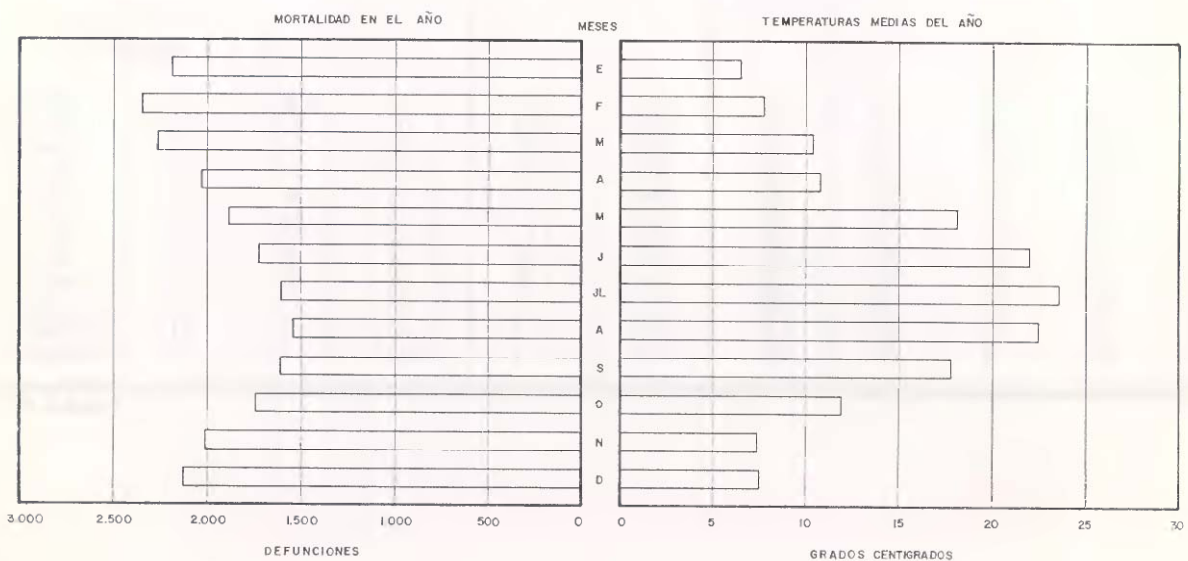 MORTALIDAD EN EL AÑO
MESES
TEMPERATURAS MEDIAS DEL AÑO
E
F
M
A
M
J
JL
A
S
O
N
D
3.000 2.500 2.000 1.500 1.000 500 0
0 5 10 15 20 25 30
DEFUNCIONES
GRADOS CENTIGRADOS